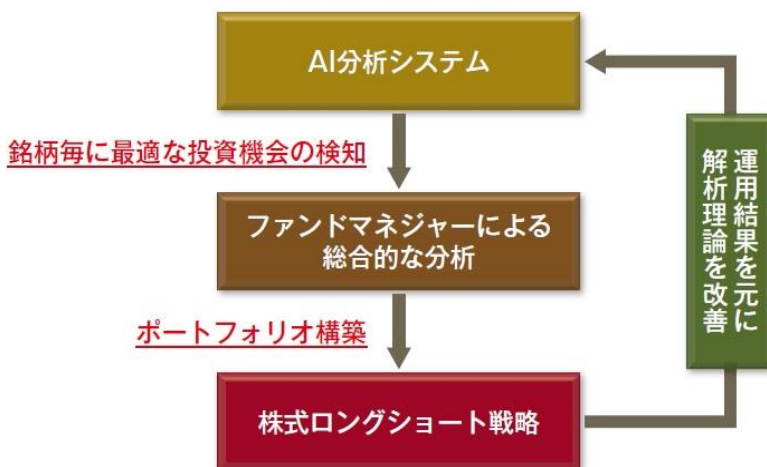 AI分析システム
銘柄毎に最適な投資機会の検知
ファンドマネジャーによる
総合的な分析
ポートフォリオ構築
株式ロングショート戦略
運用結果を元に
解析理論を改善